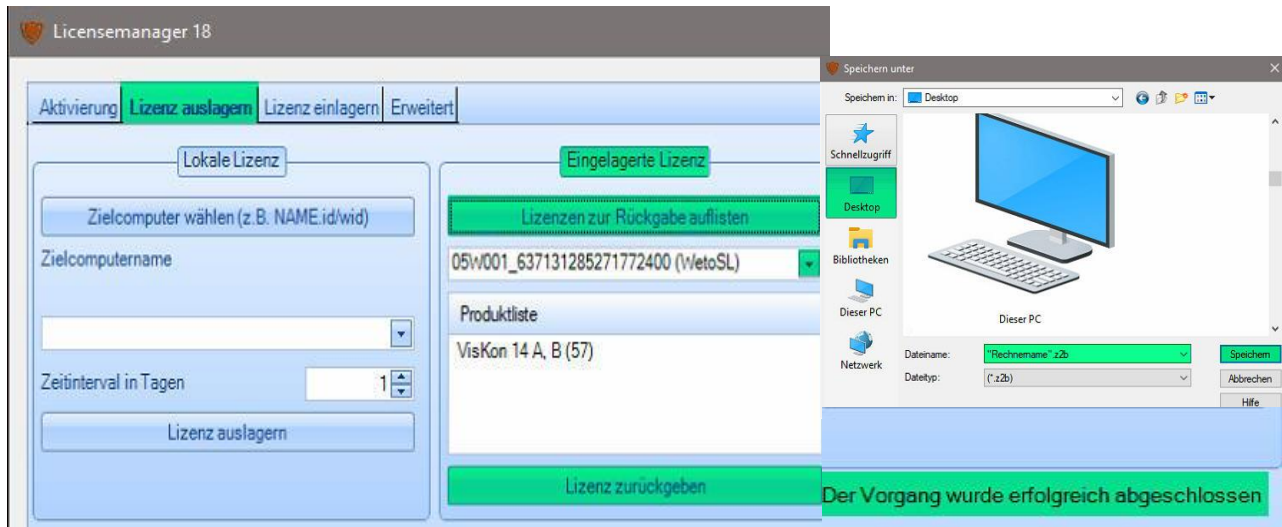 Licensemanager 18
Aktivierung Lizenz auslagern Lizenz einlagern Erweitert
Lokale Lizenz
Zielcomputer wählen (z.B. NAME.id/wid)
Zielcomputername
Zeitinterval in Tagen 1
Lizenz auslagern
Eingelagerte Lizenz
Lizenzen zur Rückgabe auflisten
05W001_637131285271772400 (WetoSL)
Produktliste
VisKon 14 A, B (57)
Lizenz zurückgeben
Speichern unter
Speichern in: Desktop
Schnellzugriff
Desktop
Bibliotheken
Dieser PC
Netzwerk
Dieser PC
Dateiname: "Rechnername".z2b Speichern
Dateityp: (*.z2b) Abbrechen
Hilfe
Der Vorgang wurde erfolgreich abgeschlossen